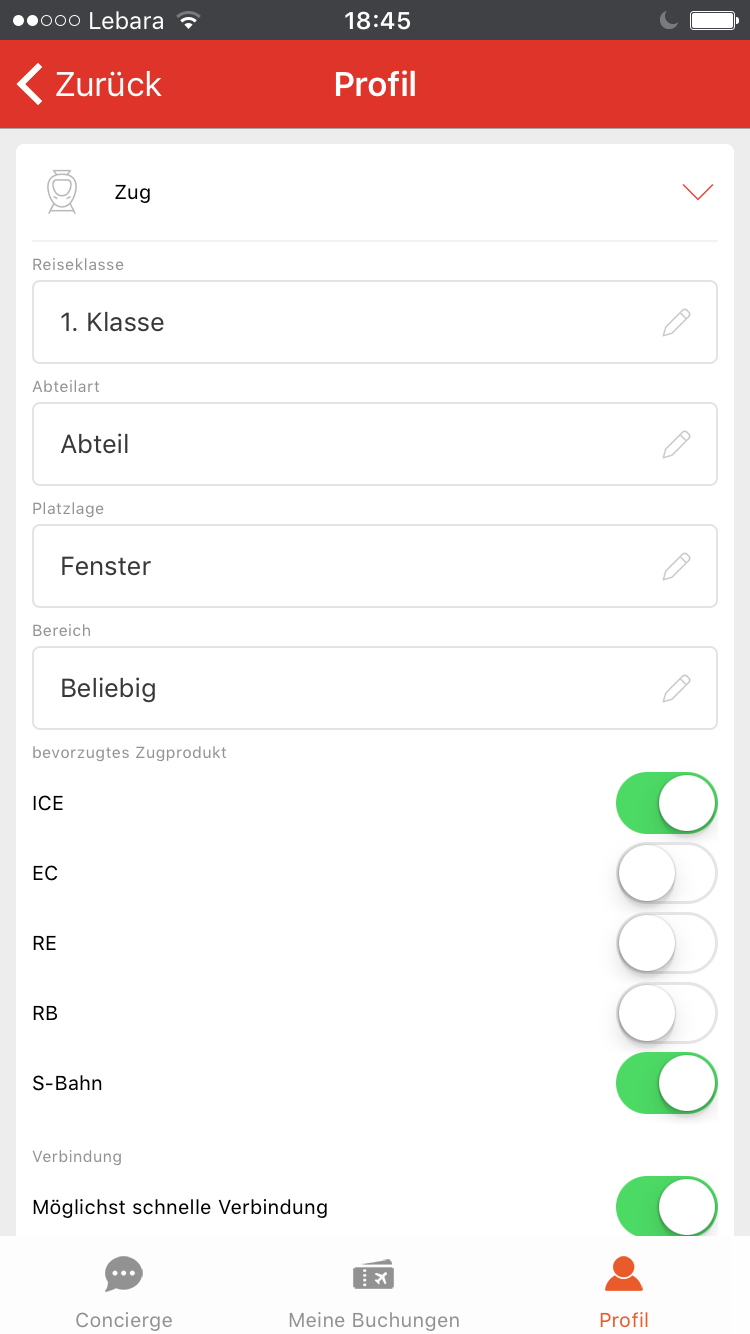 Lebara 18:45
Zurück Profil
Zug
Reiseklasse
1. Klasse
Abteilart
Abteil
Platzlage
Fenster
Bereich
Beliebig
bevorzugtes Zugprodukt
ICE
EC
RE
RB
S-Bahn
Verbindung
Möglichst schnelle Verbindung
Concierge Meine Buchungen Profil